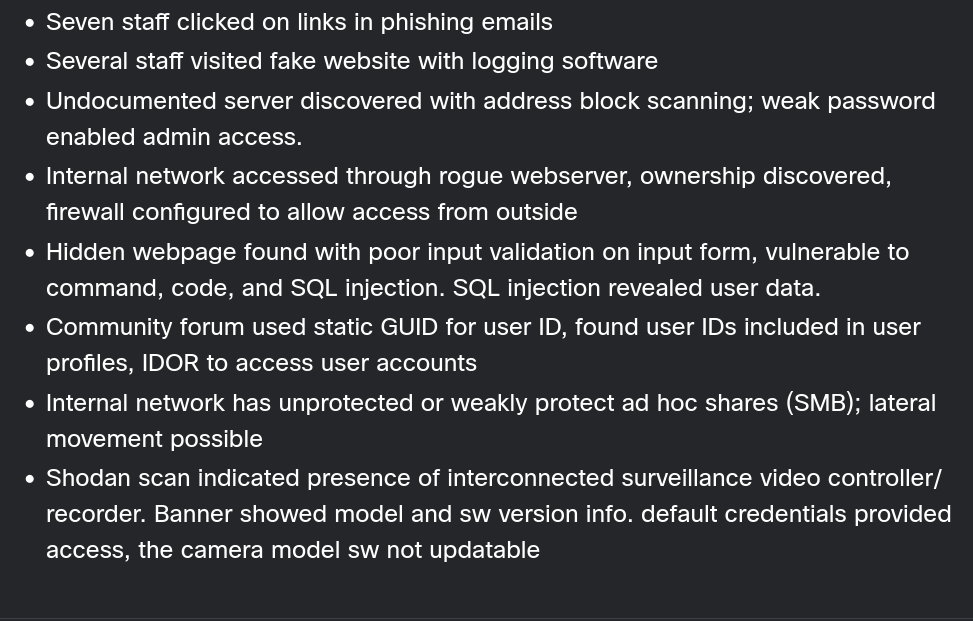 • Seven staff clicked on links in phishing emails
• Several staff visited fake website with logging software
• Undocumented server discovered with address block scanning; weak password
enabled admin access.
• Internal network accessed through rogue webserver, ownership discovered,
firewall configured to allow access from outside
• Hidden webpage found with poor input validation on input form, vulnerable to
command, code, and SQL injection. SQL injection revealed user data.
• Community forum used static GUID for user ID, found user IDs included in user
profiles, IDOR to access user accounts
• Internal network has unprotected or weakly protect ad hoc shares (SMB); lateral
movement possible
• Shodan scan indicated presence of interconnected surveillance video controller/
recorder. Banner showed model and sw version info. default credentials provided
access, the camera model sw not updatable